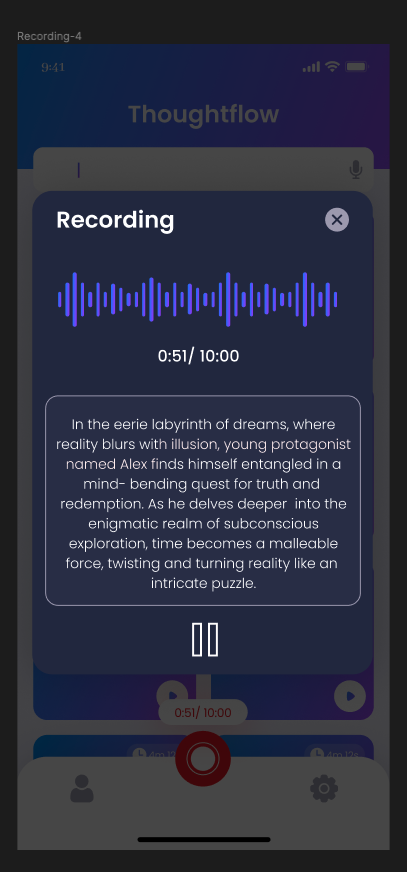 Recording-4
9:41
Thoughtflow
Recording
0:51/ 10:00
In the eerie labyrinth of dreams, where
reality blurs with illusion, young protagonist
named Alex finds himself entangled in a
mind- bending quest for truth and
redemption. As he delves deeper  into the
enigmatic realm of subconscious
exploration, time becomes a malleable
force, twisting and turning reality like an
intricate puzzle.
0:51/ 10:00
4m 12s